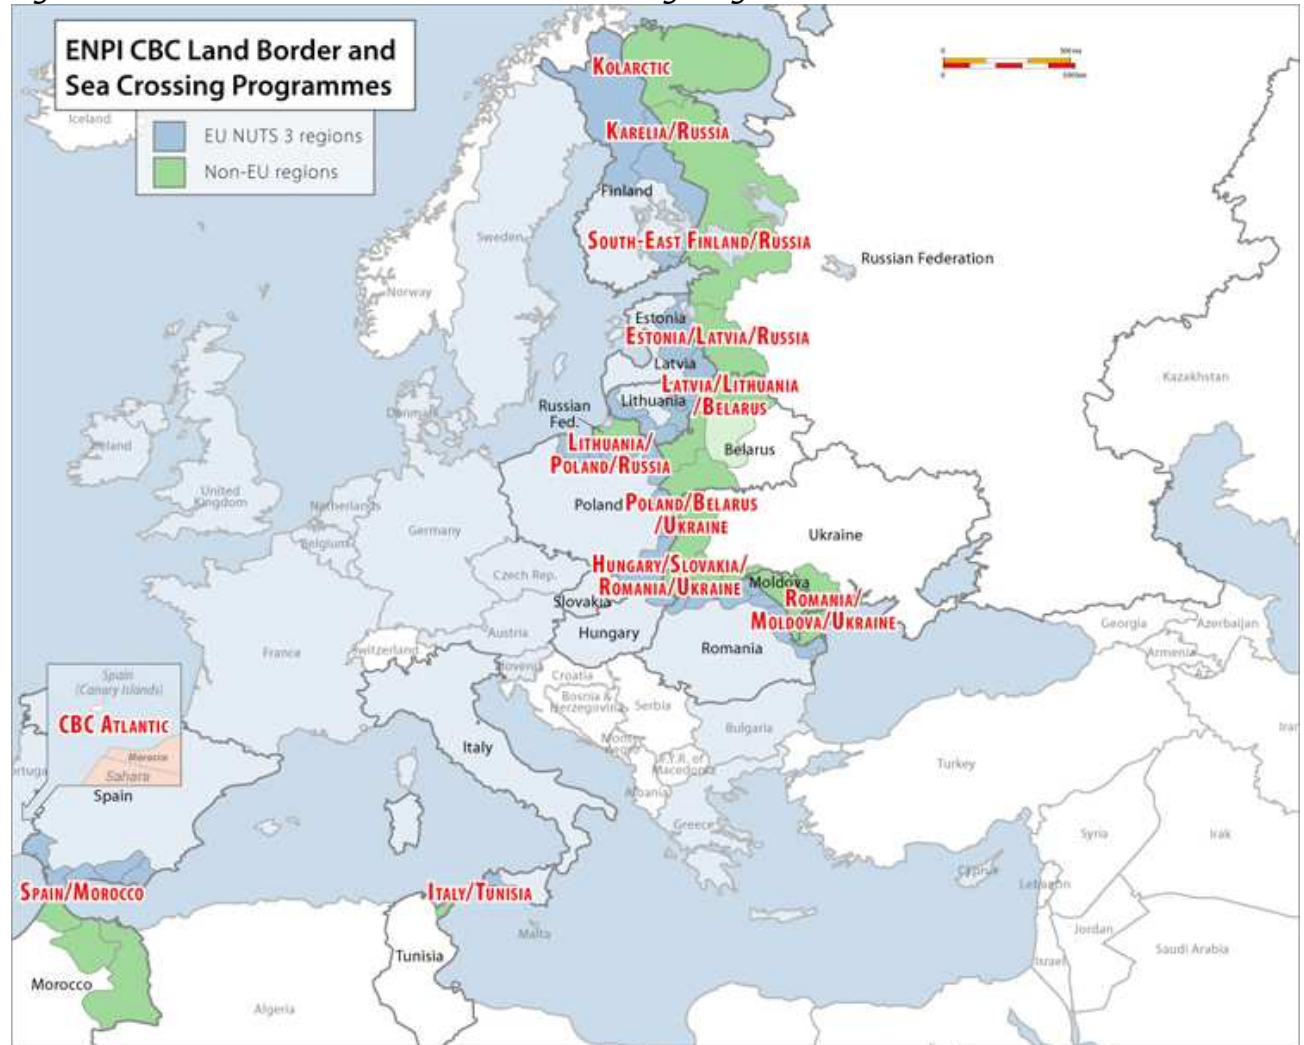 ENPI CBC Land Border and
Sea Crossing Programmes
EU NUTS 3 regions
Non-EU regions
Iceland
KOLARCTIC
KARELIA/RUSSIA
Finland
SOUTH-EAST FINLAND/RUSSIA
Sweden
Norway
Russian Federation
Estonia
ESTONIA/LATVIA/RUSSIA
Latvia
LATVIA/LITHUANIA
/BELARUS
Lithuania
Kazakhstan
Russian
Fed.
Denmark
Ireland
LITHUANIA/
POLAND/RUSSIA
Belarus
United
Kingdom
Netherlands
Poland
POLAND/BELARUS
/UKRAINE
Germany
Belgium
Ukraine
HUNGARY/SLOVAKIA/
ROMANIA/UKRAINE
Czech Rep.
Moldova
Slovakia
ROMANIA/
MOLDOVA/UKRAINE
Austria
Hungary
Georgia
Azerbaijan
France
Switzerland
Romania
Armenia
Az.
Slovenia
Croatia
Spain
(Canary Islands)
Bosnia &
Herzegovina
Serbia
CBC ATLANTIC
Bulgaria
Iran
Montenegro
Italy
Morocco
F.Y.R. of
Macedonia
Turkey
Sahara
Spain
Albania
Greece
Syria
Irak
Cyprus
Lebanon
SPAIN/MOROCCO
ITALY/TUNISIA
Malta
Jordan
Saudi Arabia
Tunisia
Israel
Morocco
Algeria